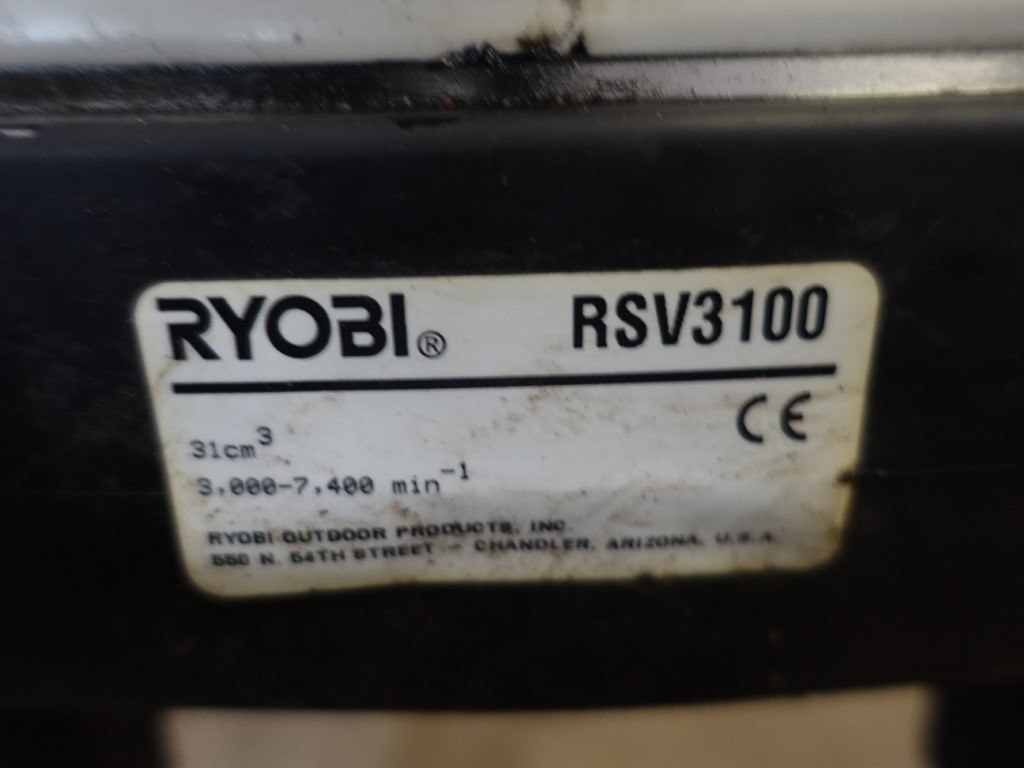 RYOBI® RSV3100
CE
31cm³
3,000-7,400 min⁻¹
RYOBI OUTDOOR PRODUCTS, INC.
550 N. 54TH STREET - CHANDLER, ARIZONA, U.S.A.